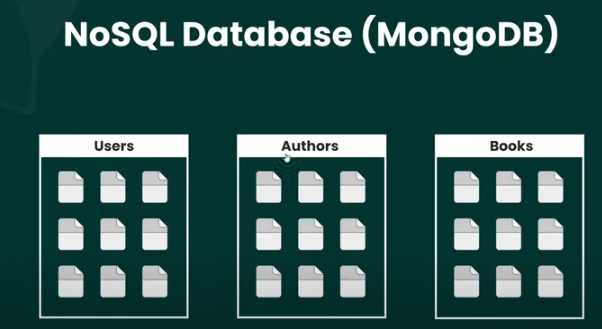 NoSQL Database (MongoDB)
Users
Authors
Books